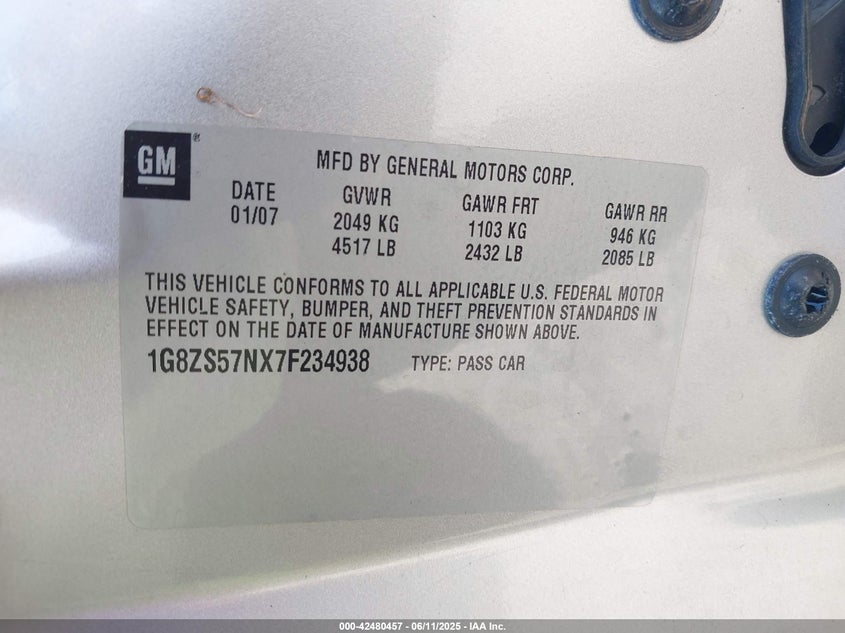 GM
MFD BY GENERAL MOTORS CORP.
DATE GVWR GAWR FRT GAWR RR
01/07 2049 KG 1103 KG 946 KG
4517 LB 2432 LB 2085 LB
THIS VEHICLE CONFORMS TO ALL APPLICABLE U.S. FEDERAL MOTOR
VEHICLE SAFETY, BUMPER, AND THEFT PREVENTION STANDARDS IN
EFFECT ON THE DATE OF MANUFACTURE SHOWN ABOVE.
1G8ZS57NX7F234938 TYPE: PASS CAR
000-42480457 - 06/11/2025 - IAA Inc.